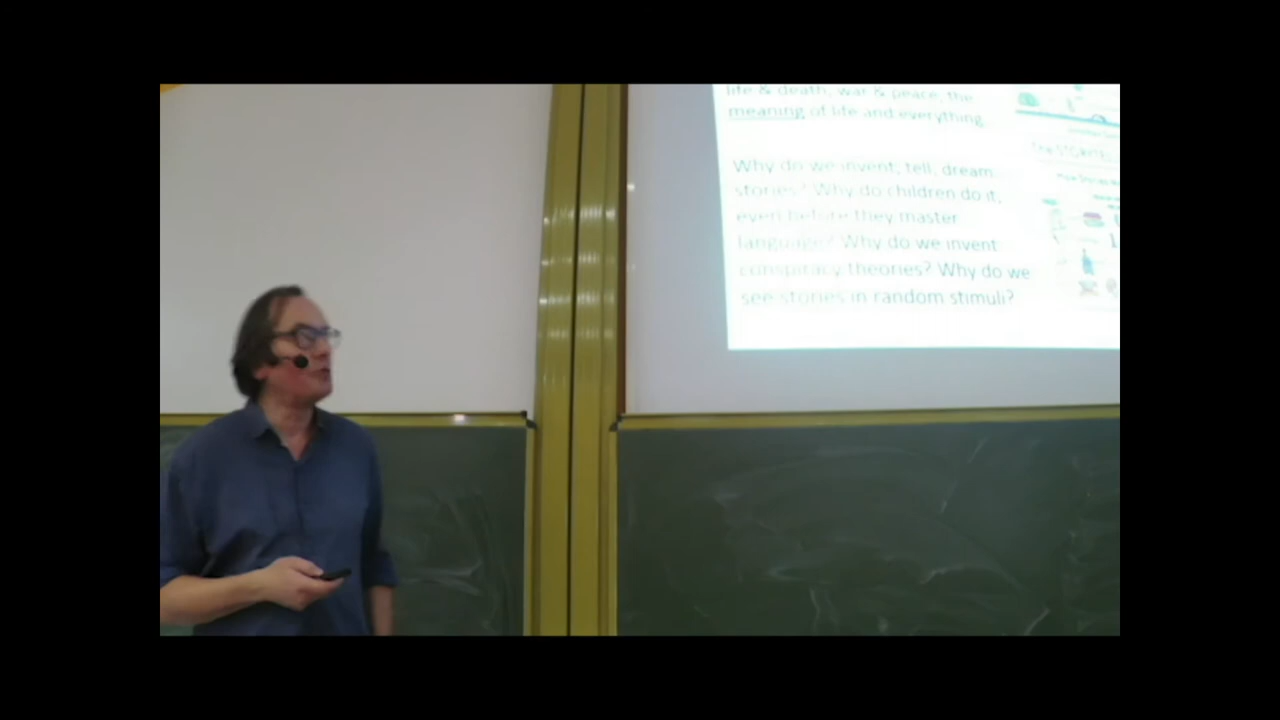 life & death, war & peace, the
meaning of life and everything.
Why do we invent, tell, dream
stories? Why do children do it,
even before they master
language? Why do we invent
conspiracy theories? Why do we
see stories in random stimuli?